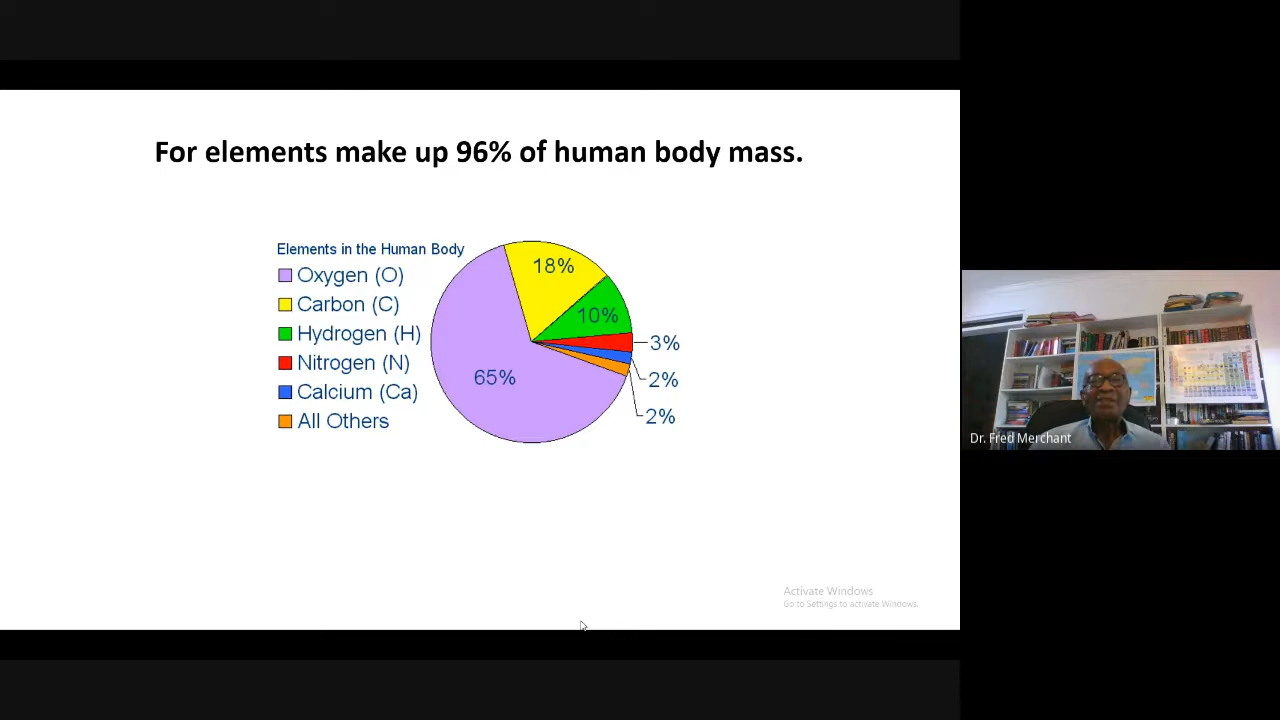 For elements make up 96% of human body mass.
Elements in the Human Body
Oxygen (O)
Carbon (C)
Hydrogen (H)
Nitrogen (N)
Calcium (Ca)
All Others
18%
10%
3%
2%
2%
65%
Activate Windows
Go to Settings to activate Windows.
Dr. Fred Merchant